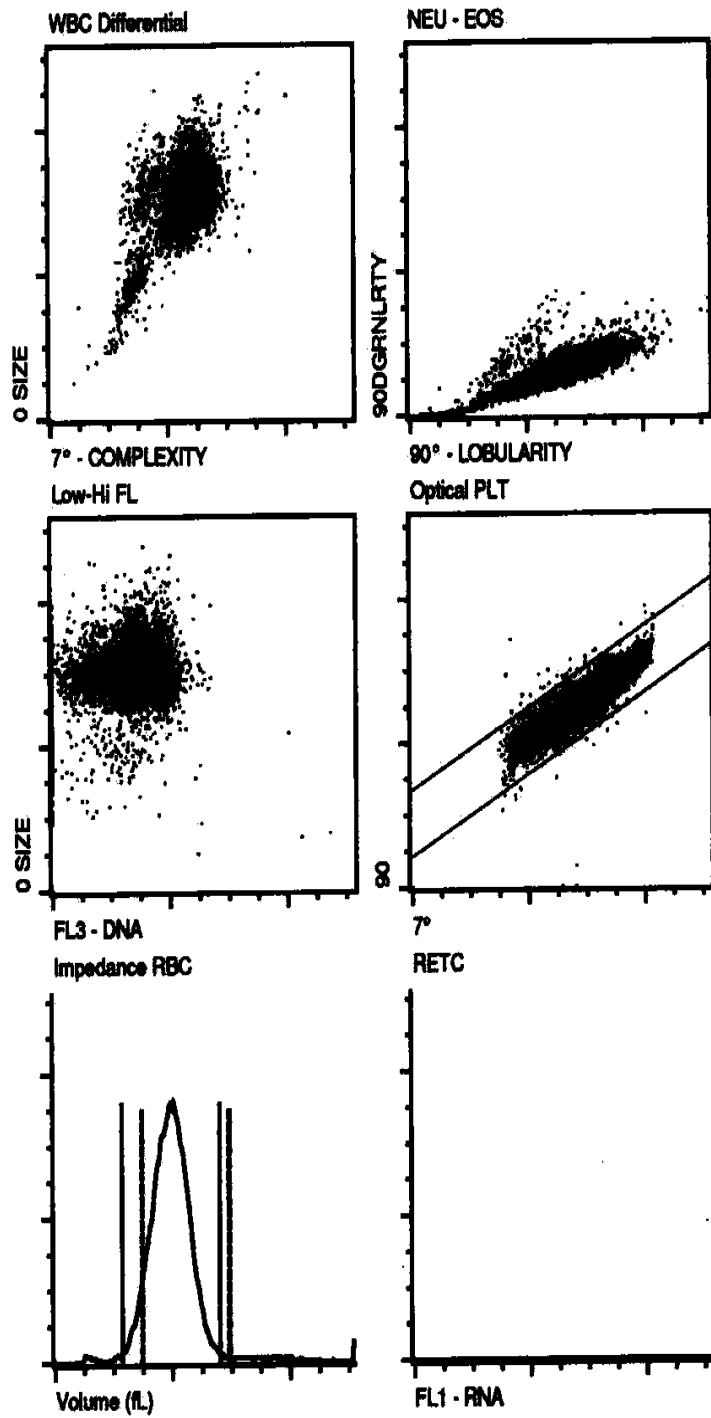 WBC Differential
NEU - EOS
0 SIZE
90DGRNLRTY
7° - COMPLEXITY
90° - LOBULARITY
Low-Hi FL
Optical PLT
0 SIZE
90
FL3 - DNA
7°
Impedance RBC
RETC
Volume (fL)
FL1 - RNA